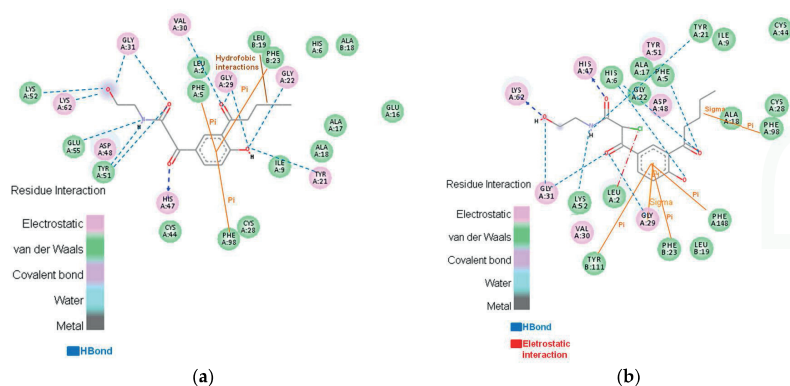 VAL
A:30
GLY
A:31
LEU
B:19
PHE
B:23
HIS
A:6
ALA
B:18
LEU
A:2
Hydrofobic
interactions
GLY
A:29
GLY
A:22
LYS
A:52
LYS
A:62
PHE
A:5
Pi
GLU
A:16
O
O
O
N
H
O
O
H
ALA
A:17
GLU
A:55
ASP
A:48
ALA
A:18
TYR
A:51
ILE
A:9
TYR
A:21
Pi
Pi
HIS
A:47
CYS
A:44
CYS
A:28
PHE
A:98
Residue Interaction
Electrostatic
van der Waals
Covalent bond
Water
Metal
HBond
(a)
TYR
A:21
ILE
A:9
CYS
A:44
TYR
A:51
HIS
A:47
HIS
A:6
ALA
A:17
PHE
A:5
GLY
A:22
ASP
A:48
LYS
A:62
Sigma
Pi
ALA
A:18
CYS
A:28
PHE
A:98
H
N
H
Cl
GLY
A:31
LYS
A:52
LEU
A:2
GLY
A:29
Sigma
Pi
Pi
Pi
PHE
A:148
VAL
A:30
TYR
B:111
PHE
B:23
LEU
B:19
Residue Interaction
Electrostatic
van der Waals
Covalent bond
Water
Metal
HBond
Eletrostatic
interaction
(b)